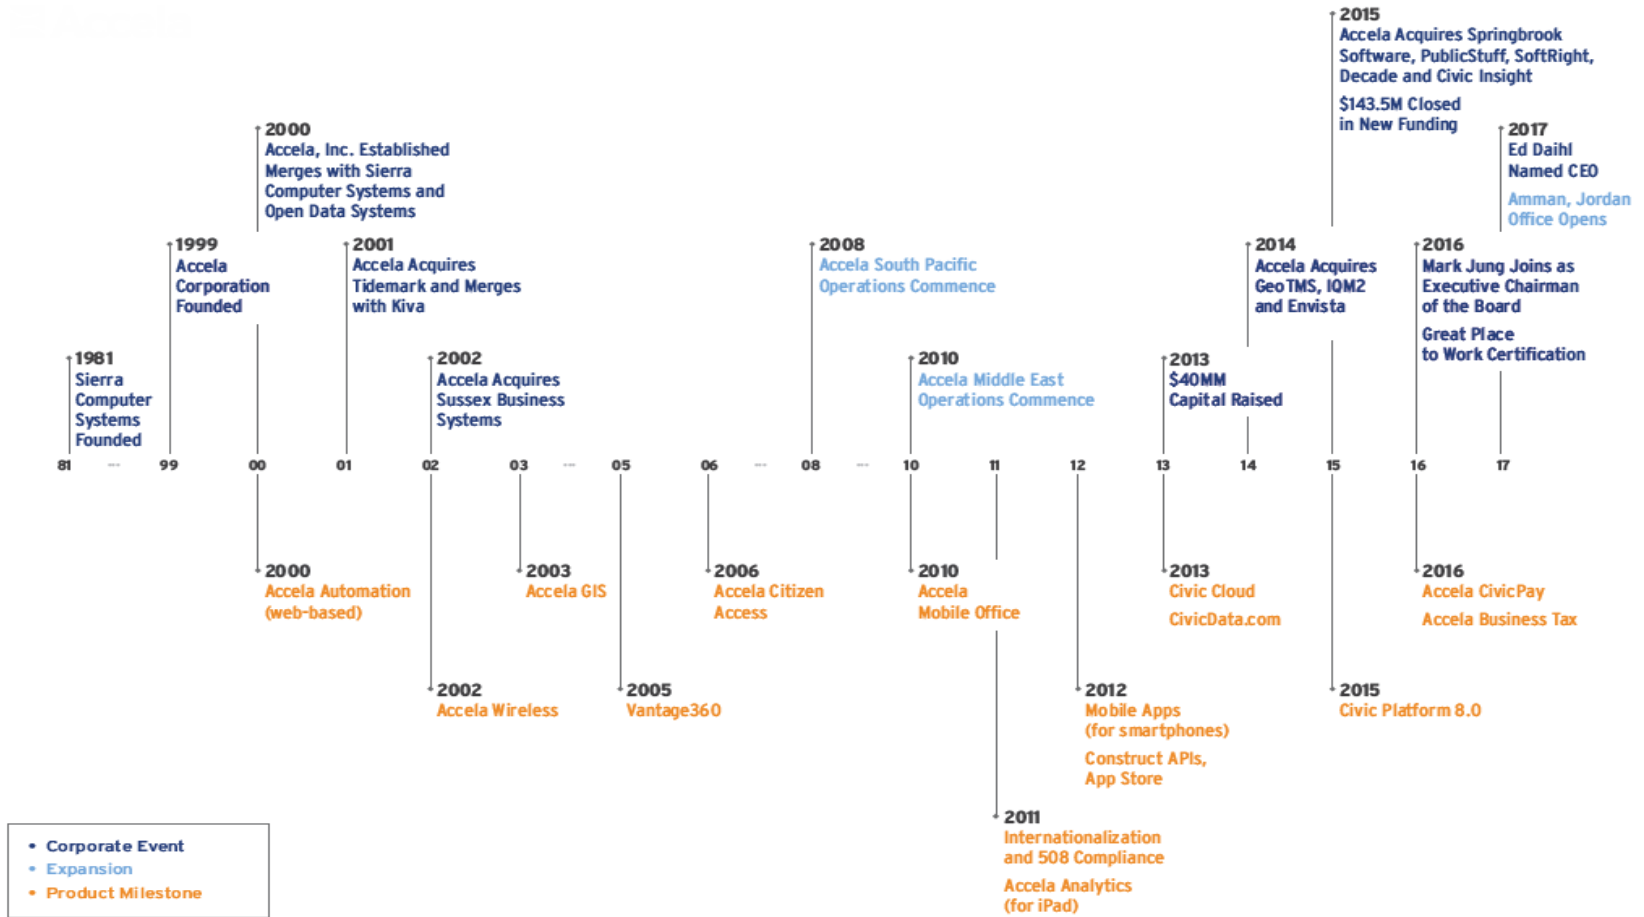 2015
Accela Acquires Springbrook
Software, PublicStuff, SoftRight,
Decade and Civic Insight
$143.5M Closed
in New Funding
2000
Accela, Inc. Established
Merges with Sierra
Computer Systems and
Open Data Systems
2017
Ed Daihl
Named CEO
Amman, Jordan
Office Opens
1999
Accela
Corporation
Founded
2001
Accela Acquires
Tidemark and Merges
with Kiva
2008
Accela South Pacific
Operations Commence
2014
Accela Acquires
GeoTMS, IQM2
and Envista
2016
Mark Jung Joins as
Executive Chairman
of the Board
Great Place
to Work Certification
1981
Sierra
Computer
Systems
Founded
2002
Accela Acquires
Sussex Business
Systems
2010
Accela Middle East
Operations Commence
2013
$40MM
Capital Raised
81 --- 99 00 01 02 03 --- 05 06 --- 08 --- 10 11 12 13 14 15 16 17
2000
Accela Automation
(web-based)
2003
Accela GIS
2006
Accela Citizen
Access
2010
Accela
Mobile Office
2013
Civic Cloud
CivicData.com
2016
Accela CivicPay
Accela Business Tax
2002
Accela Wireless
2005
Vantage360
2012
Mobile Apps
(for smartphones)
Construct APIs,
App Store
2015
Civic Platform 8.0
2011
Internationalization
and 508 Compliance
Accela Analytics
(for iPad)
• Corporate Event
• Expansion
• Product Milestone